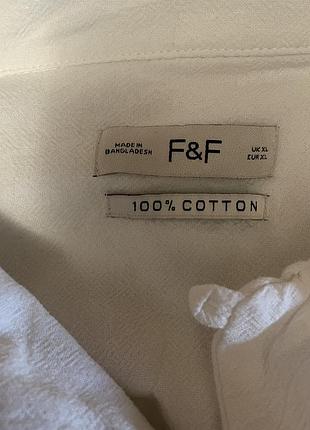 MADE IN
BANGLADESH
F&F
UK XL
EUR XL
100% COTTON